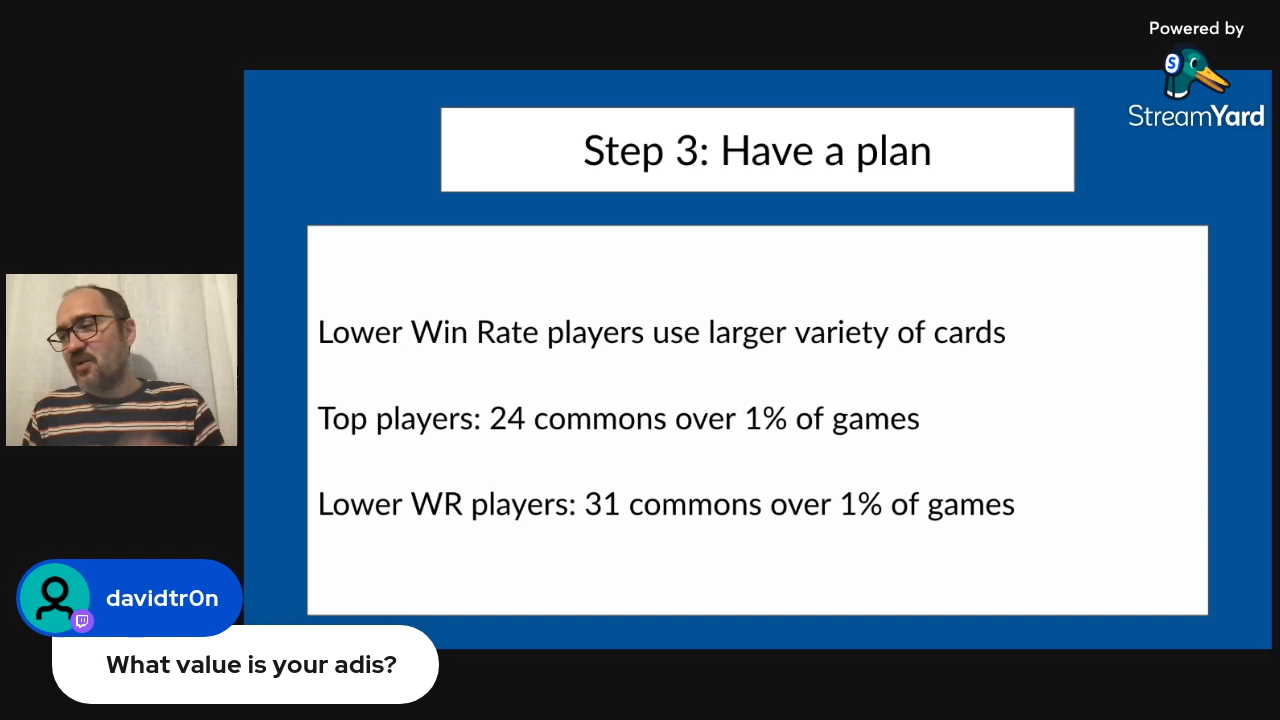 Powered by
StreamYard
Step 3: Have a plan
Lower Win Rate players use larger variety of cards
Top players: 24 commons over 1% of games
Lower WR players: 31 commons over 1% of games
davidtr0n
What value is your adis?